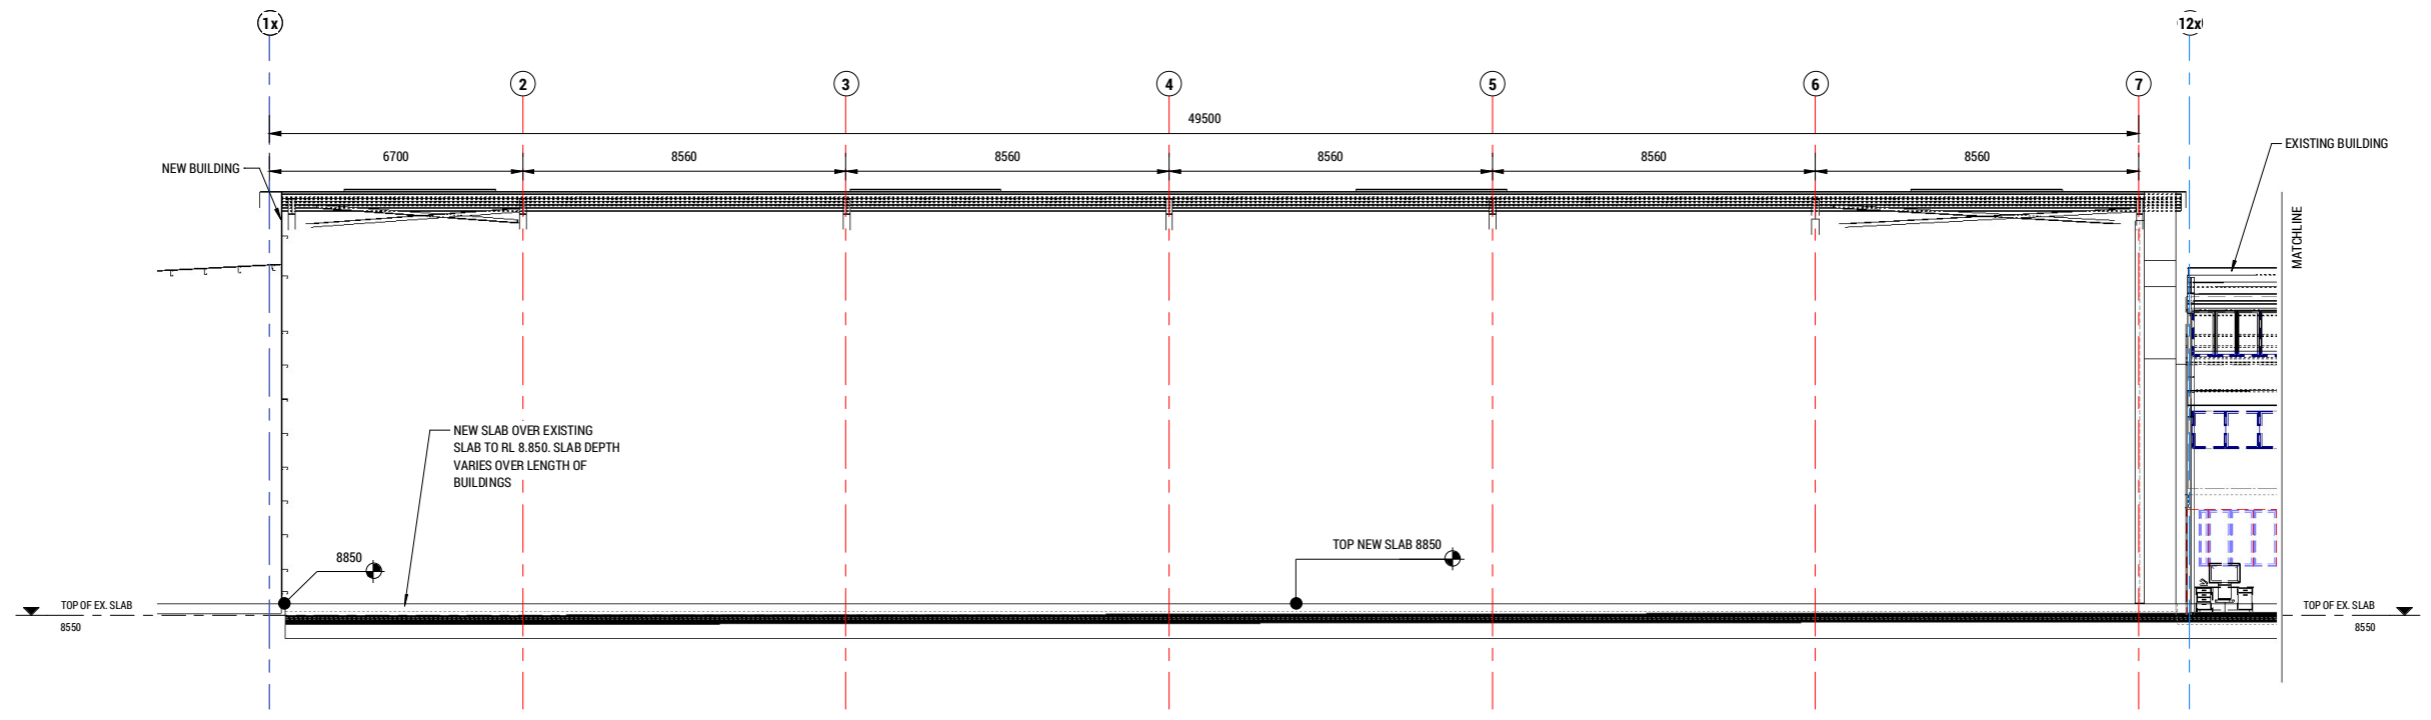 1x
12x
2
3
4
5
6
7
49500
EXISTING BUILDING
6700
8560
8560
8560
8560
8560
NEW BUILDING
MATCHLINE
NEW SLAB OVER EXISTING
SLAB TO RL 8.850. SLAB DEPTH
VARIES OVER LENGTH OF
BUILDINGS
TOP NEW SLAB 8850
8850
TOP OF EX. SLAB
8550
TOP OF EX. SLAB
8550